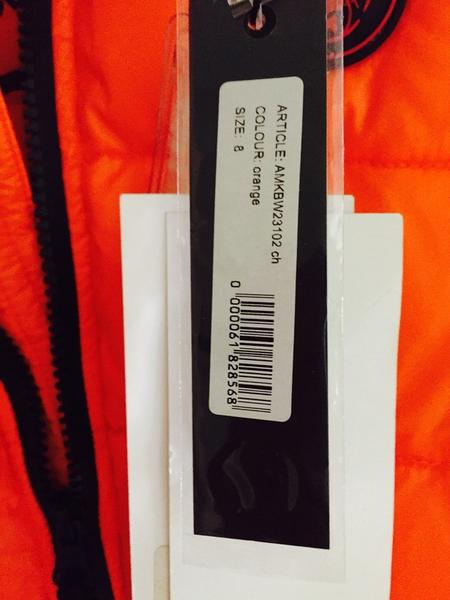 ARTICLE: AMKBW23102 ch
COLOUR: orange
SIZE: 8
0 000061 828568